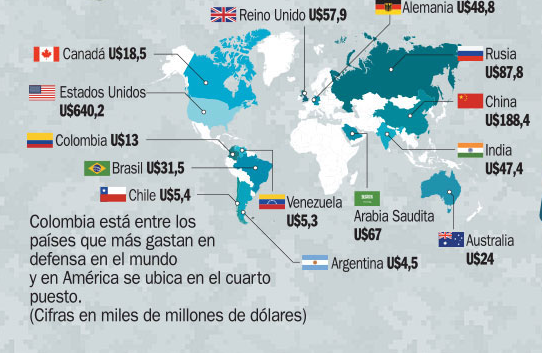 Reino Unido U$57,9
Alemania U$48,8
Canadá U$18,5
Rusia
U$87,8
Estados Unidos
U$640,2
China
U$188,4
Colombia U$13
India
U$47,4
Brasil U$31,5
Chile U$5,4
Venezuela
U$5,3
Arabia Saudita
U$67
Australia
U$24
Argentina U$4,5
Colombia está entre los
países que más gastan en
defensa en el mundo
y en América se ubica en el cuarto
puesto.
(Cifras en miles de millones de dólares)